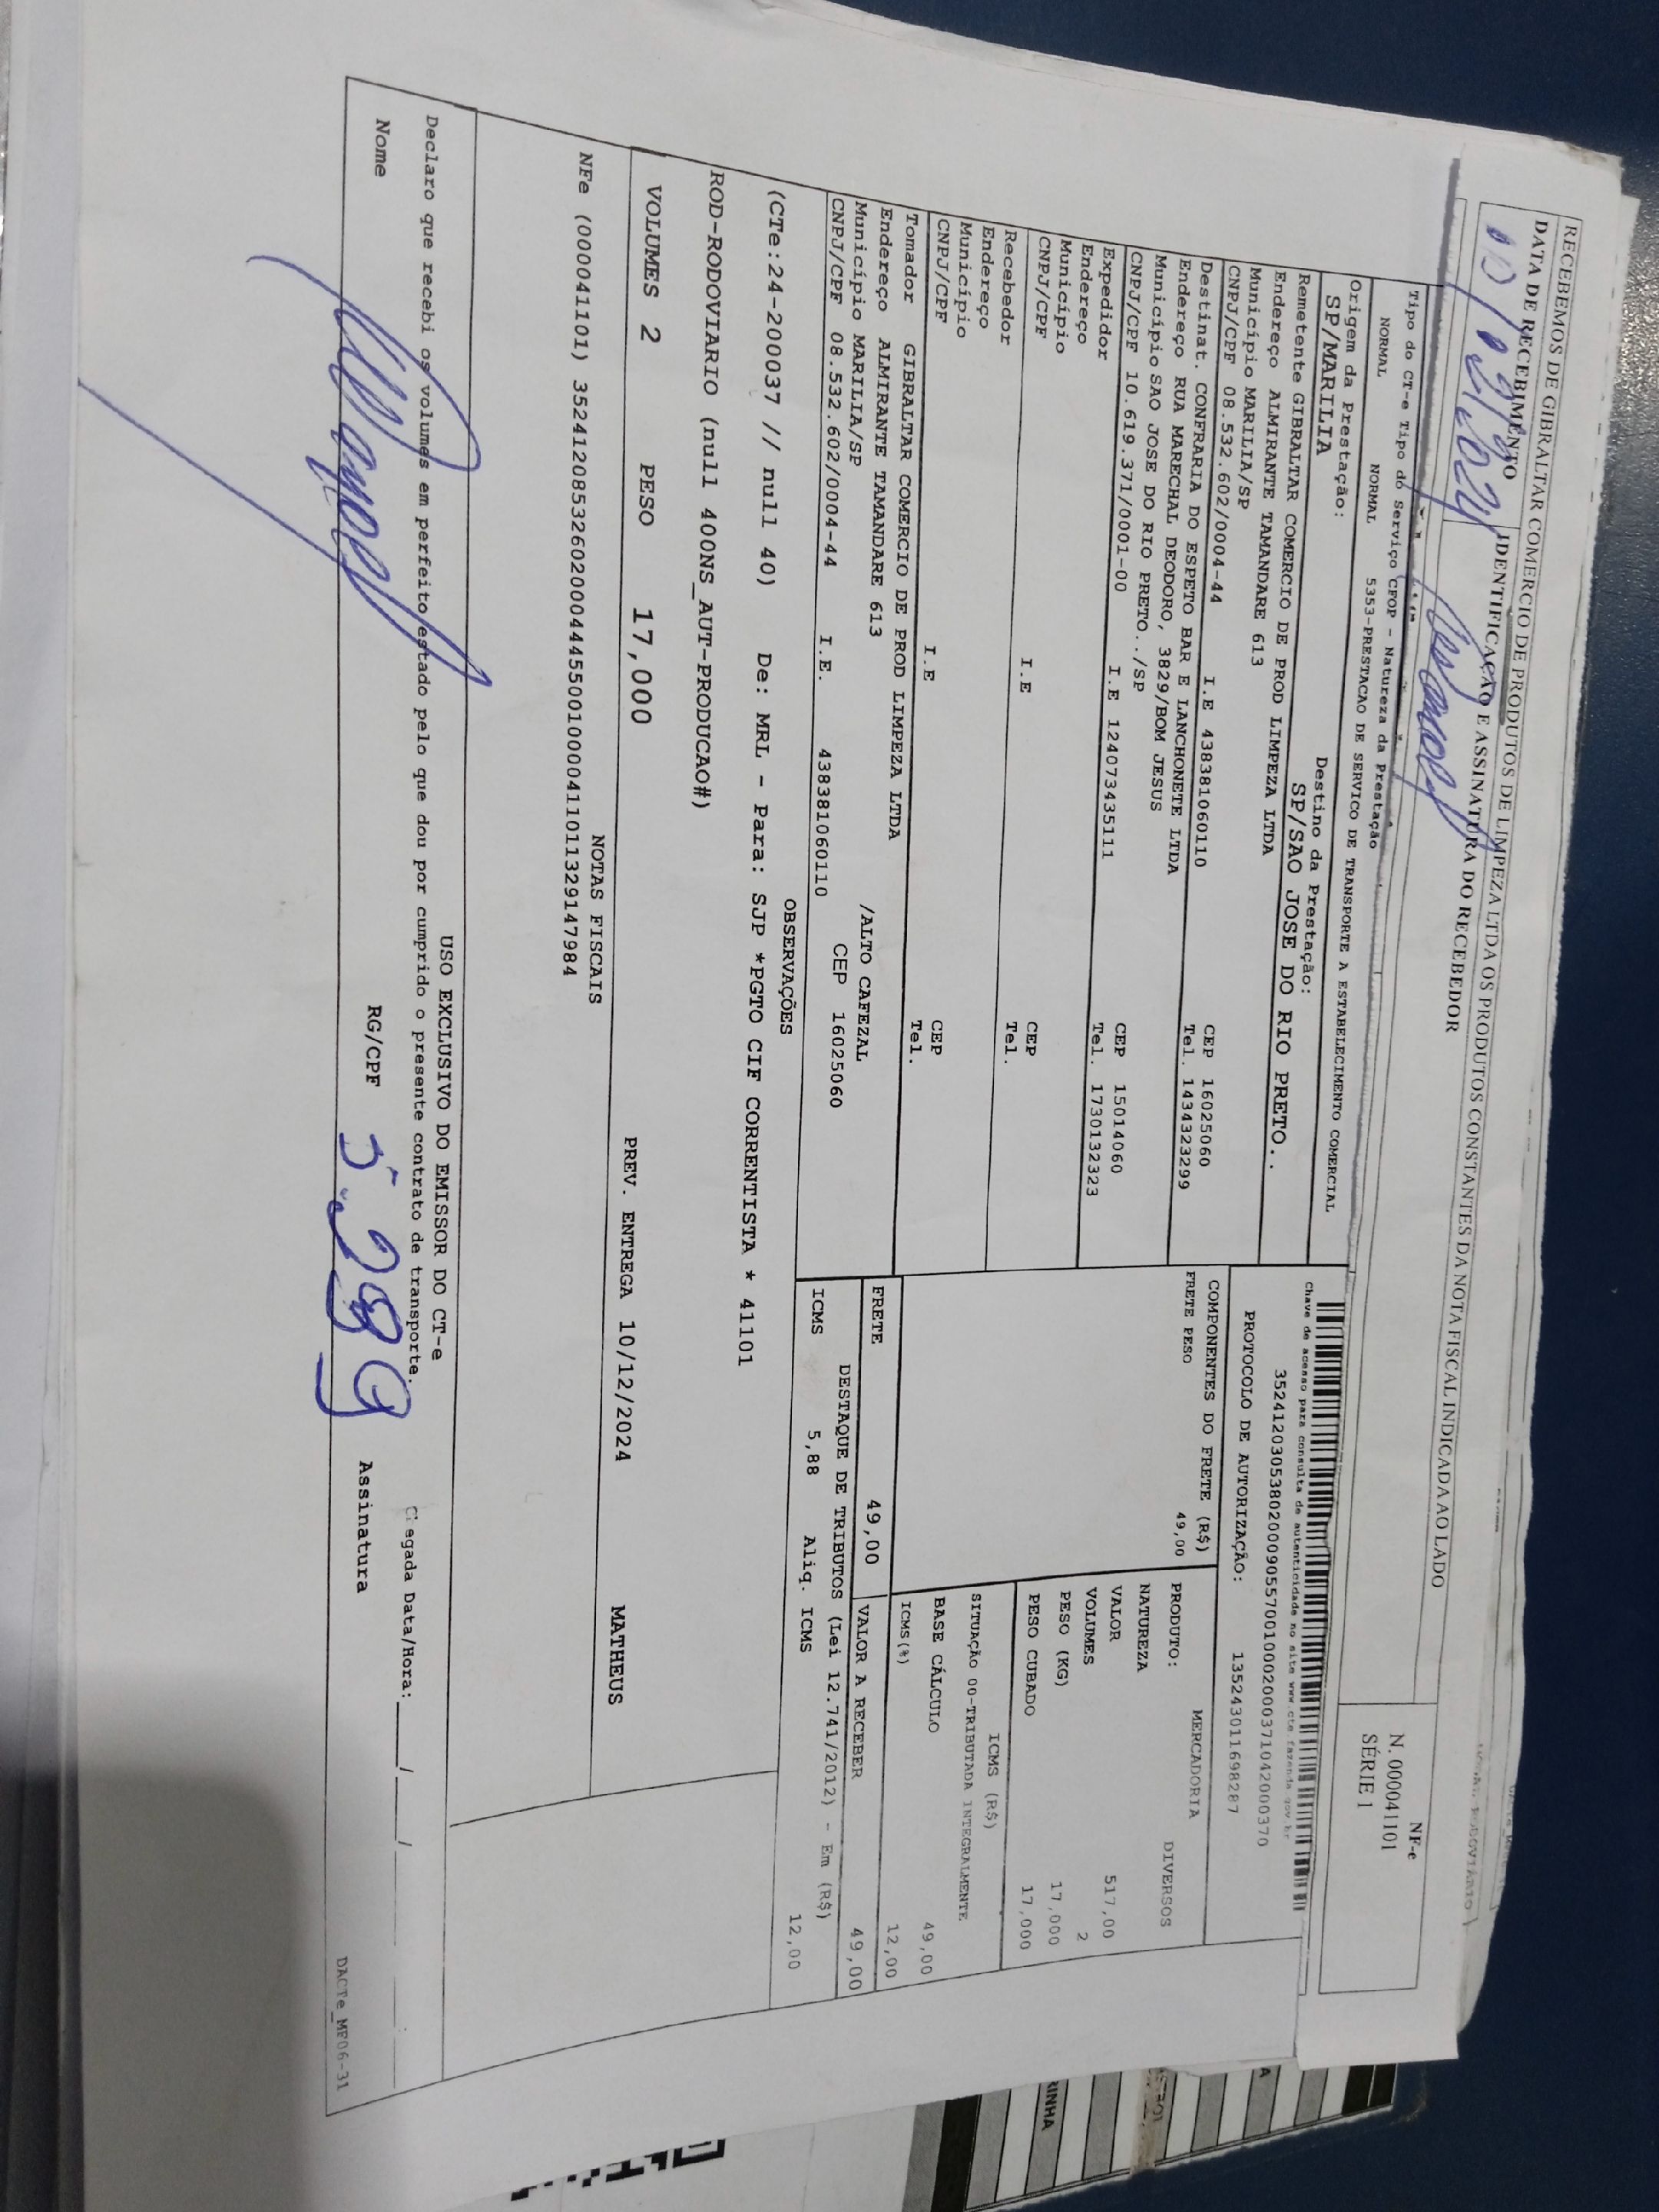 RECEBEMOS DE GIBRALTAR COMERCIO DE PRODUTOS DE LIMPEZA LTDA OS PRODUTOS CONSTANTES DA NOTA FISCAL INDICADA AO LADO
DATA DE RECEBIMENTO IDENTIFICAÇÃO E ASSINATURA DO RECEBEDOR
NF-e
N. 000041101
SÉRIE 1
Tipo do CT-e Tipo do Serviço CFOP - Natureza da Prestação
NORMAL NORMAL 5353-PRESTACAO DE SERVICO DE TRANSPORTE A ESTABELECIMENTO COMERCIAL
Origem da Prestação: Destino da Prestação:
SP/MARILIA SP/SAO JOSE DO RIO PRETO..
Chave de acesso para consulta de autenticidade no site www.cte.fazenda.gov.br
35241203053802000905570010002000371042000370
PROTOCOLO DE AUTORIZAÇÃO: 135243011698287
Remetente GIBRALTAR COMERCIO DE PROD LIMPEZA LTDA
Endereço ALMIRANTE TAMANDARE 613
Município MARILIA/SP CEP 16025060
CNPJ/CPF 08.532.602/0004-44 I.E 438381060110 Tel. 1434323299
Destinat. CONFRARIA DO ESPETO BAR E LANCHONETE LTDA
Endereço RUA MARECHAL DEODORO, 3829/BOM JESUS
Município SAO JOSE DO RIO PRETO../SP CEP 15014060
CNPJ/CPF 10.619.371/0001-00 I.E 124073435111 Tel. 1730132323
Expedidor
Endereço
Município CEP
CNPJ/CPF I.E Tel.
Recebedor
Endereço
Município CEP
CNPJ/CPF I.E Tel.
Tomador GIBRALTAR COMERCIO DE PROD LIMPEZA LTDA
Endereço ALMIRANTE TAMANDARE 613 /ALTO CAFEZAL
Município MARILIA/SP CEP 16025060
CNPJ/CPF 08.532.602/0004-44 I.E. 438381060110
COMPONENTES DO FRETE (R$)
FRETE PESO 49,00
MERCADORIA
PRODUTO: DIVERSOS
NATUREZA
VALOR 517,00
VOLUMES 2
PESO (KG) 17,000
PESO CUBADO 17,000
ICMS (R$)
SITUAÇÃO 00-TRIBUTADA INTEGRALMENTE
BASE CÁLCULO 49,00
ICMS(%) 12,00
FRETE 49,00 VALOR A RECEBER 49,00
DESTAQUE DE TRIBUTOS (Lei 12.741/2012) - Em (R$)
ICMS 5,88 Aliq. ICMS 12,00
OBSERVAÇÕES
(CTe:24-200037 // null 40) De: MRL - Para: SJP *PGTO CIF CORRENTISTA * 41101
ROD-RODOVIARIO (null 400NS_AUT-PRODUCAO#)
VOLUMES 2 PESO 17,000 PREV. ENTREGA 10/12/2024 MATHEUS
NOTAS FISCAIS
NFe (000041101) 35241208532602000444550010000411011329147984
USO EXCLUSIVO DO EMISSOR DO CT-e
Declaro que recebi os volumes em perfeito estado pelo que dou por cumprido o presente contrato de transporte.
Chegada Data/Hora: / /
Nome RG/CPF Assinatura
DACTe_MF06-31
RINHA